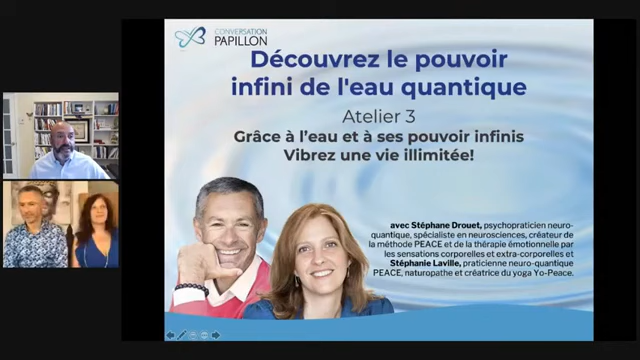 CONVERSATION
PAPILLON
Découvrez le pouvoir
infini de l'eau quantique
Atelier 3
Grâce à l'eau et à ses pouvoir infinis
Vibrez une vie illimitée!
avec Stéphane Drouet, psychopraticien neuro-
quantique, spécialiste en neurosciences, créateur de
la méthode PEACE et de la thérapie émotionnelle par
les sensations corporelles et extra-corporelles et
Stéphanie Laville, praticienne neuro-quantique
PEACE, naturopathe et créatrice du yoga Yo-Peace.